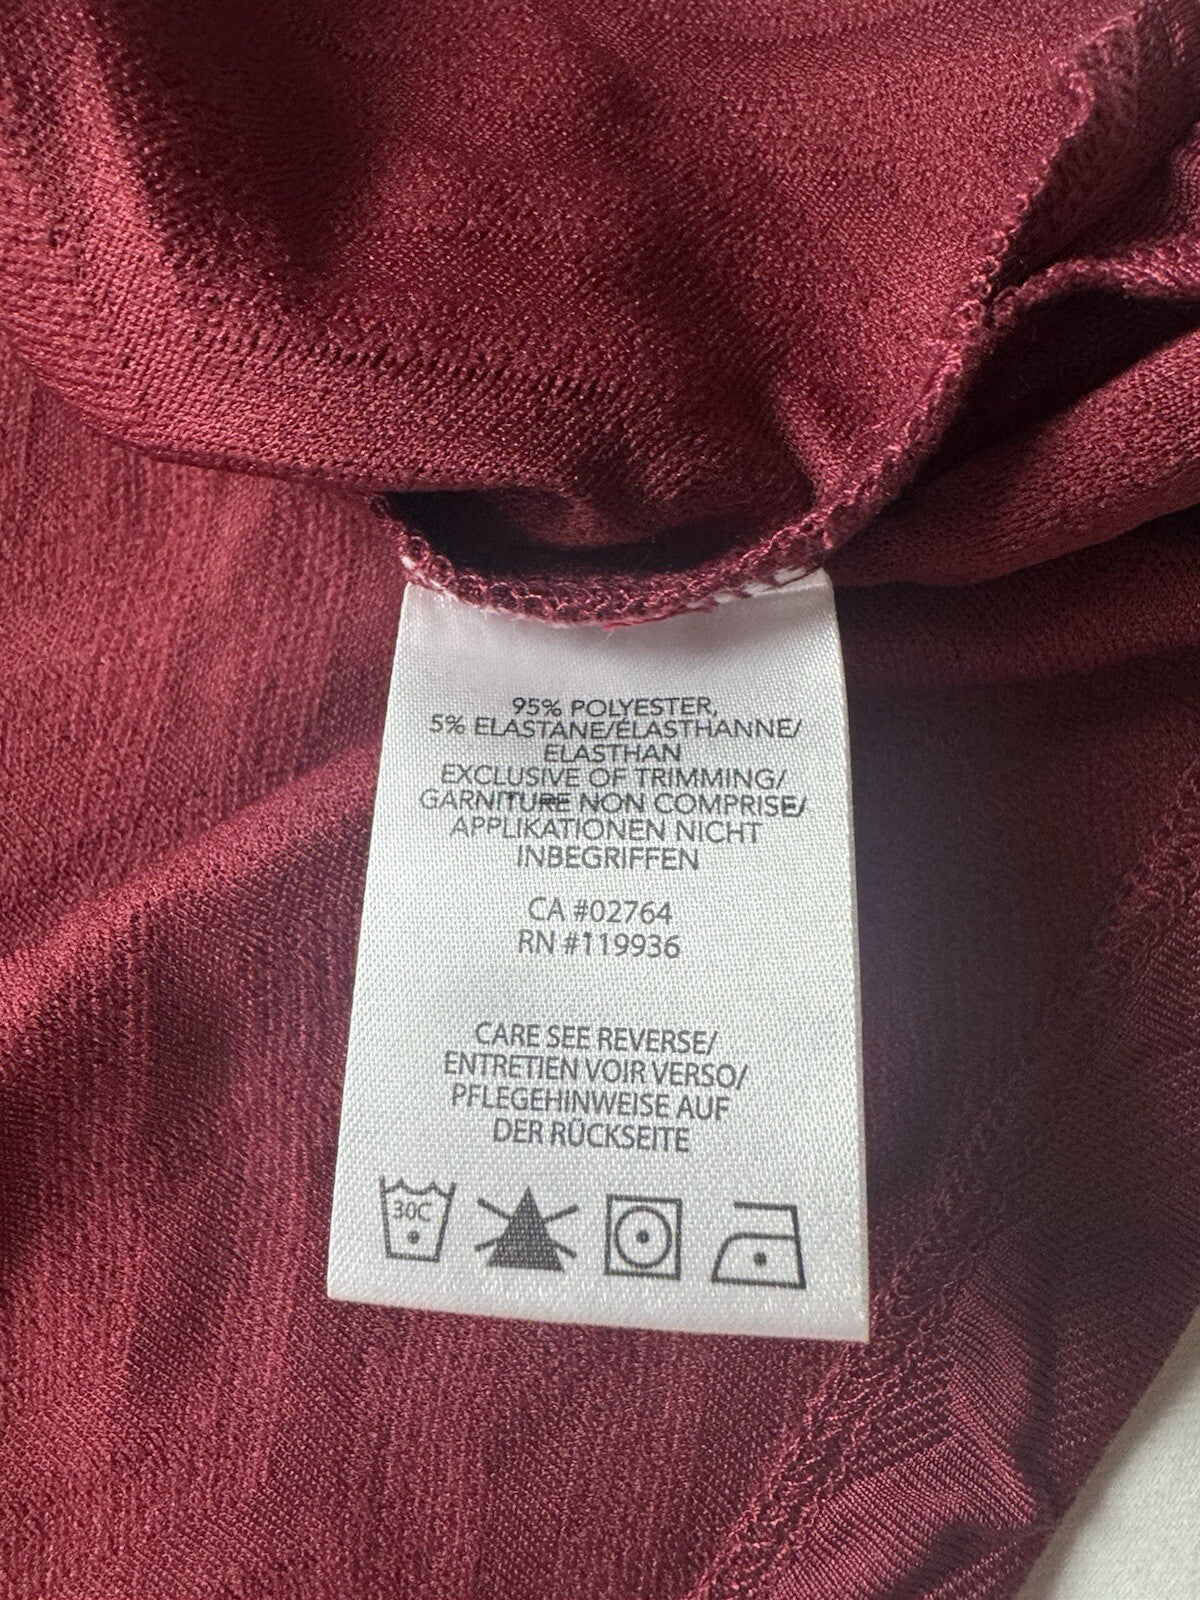 95% POLYESTER,
5% ELASTANE/ÉLASTHANNE/
ELASTHAN
EXCLUSIVE OF TRIMMING/
GARNITURE NON COMPRISE/
APPLIKATIONEN NICHT
INBEGRIFFEN
CA #02764
RN #119936
CARE SEE REVERSE/
ENTRETIEN VOIR VERSO/
PFLEGEHINWEISE AUF
DER RÜCKSEITE
30C